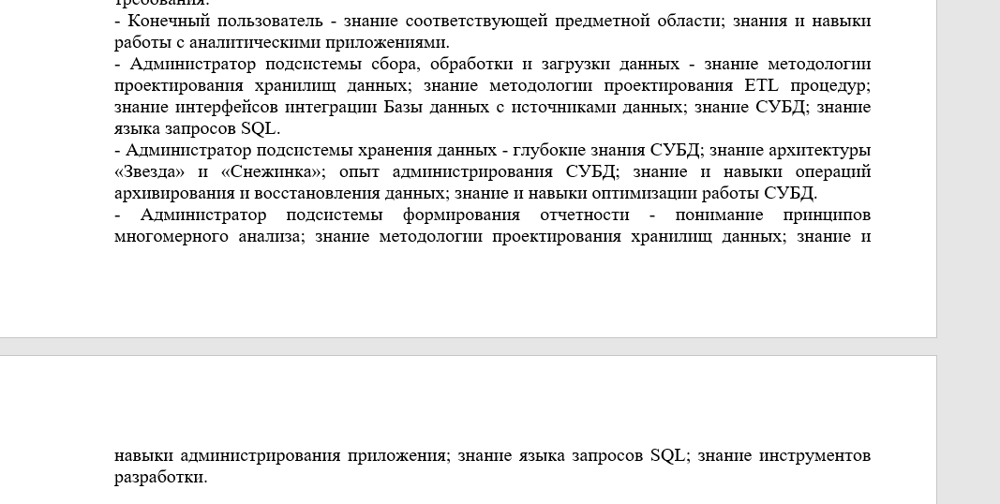 требования:
- Конечный пользователь - знание соответствующей предметной области; знания и навыки
работы с аналитическими приложениями.
- Администратор подсистемы сбора, обработки и загрузки данных - знание методологии
проектирования хранилищ данных; знание методологии проектирования ETL процедур;
знание интерфейсов интеграции Базы данных с источниками данных; знание СУБД; знание
языка запросов SQL.
- Администратор подсистемы хранения данных - глубокие знания СУБД; знание архитектуры
«Звезда» и «Снежинка»; опыт администрирования СУБД; знание и навыки операций
архивирования и восстановления данных; знание и навыки оптимизации работы СУБД.
- Администратор подсистемы формирования отчетности - понимание принципов
многомерного анализа; знание методологии проектирования хранилищ данных; знание и
навыки администрирования приложения; знание языка запросов SQL; знание инструментов
разработки.